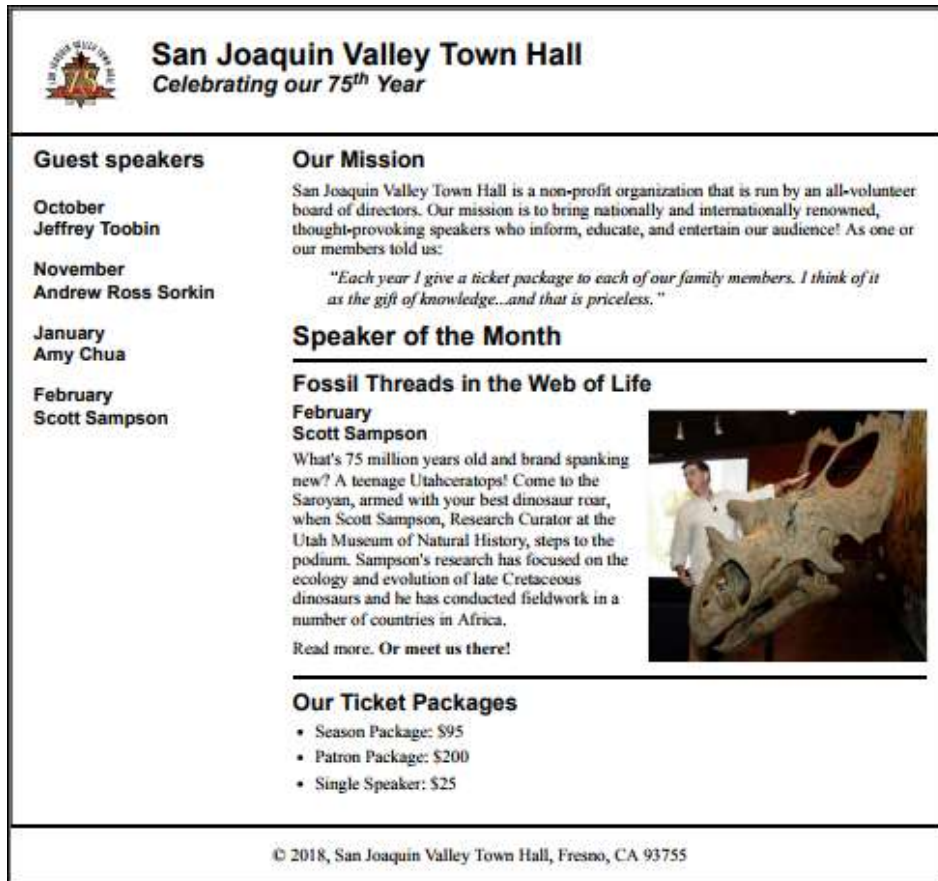 San Joaquin Valley Town Hall
Celebrating our 75th Year
Guest speakers
October
Jeffrey Toobin
November
Andrew Ross Sorkin
January
Amy Chua
February
Scott Sampson
Our Mission
San Joaquin Valley Town Hall is a non-profit organization that is run by an all-volunteer
board of directors. Our mission is to bring nationally and internationally renowned,
thought-provoking speakers who inform, educate, and entertain our audience! As one or
our members told us:
"Each year I give a ticket package to each of our family members. I think of it
as the gift of knowledge...and that is priceless."
Speaker of the Month
Fossil Threads in the Web of Life
February
Scott Sampson
What's 75 million years old and brand spanking
new? A teenage Utahceratops! Come to the
Saroyan, armed with your best dinosaur roar,
when Scott Sampson, Research Curator at the
Utah Museum of Natural History, steps to the
podium. Sampson's research has focused on the
ecology and evolution of late Cretaceous
dinosaurs and he has conducted fieldwork in a
number of countries in Africa.
Read more. Or meet us there!
Our Ticket Packages
• Season Package: $95
• Patron Package: $200
• Single Speaker: $25
© 2018, San Joaquin Valley Town Hall, Fresno, CA 93755